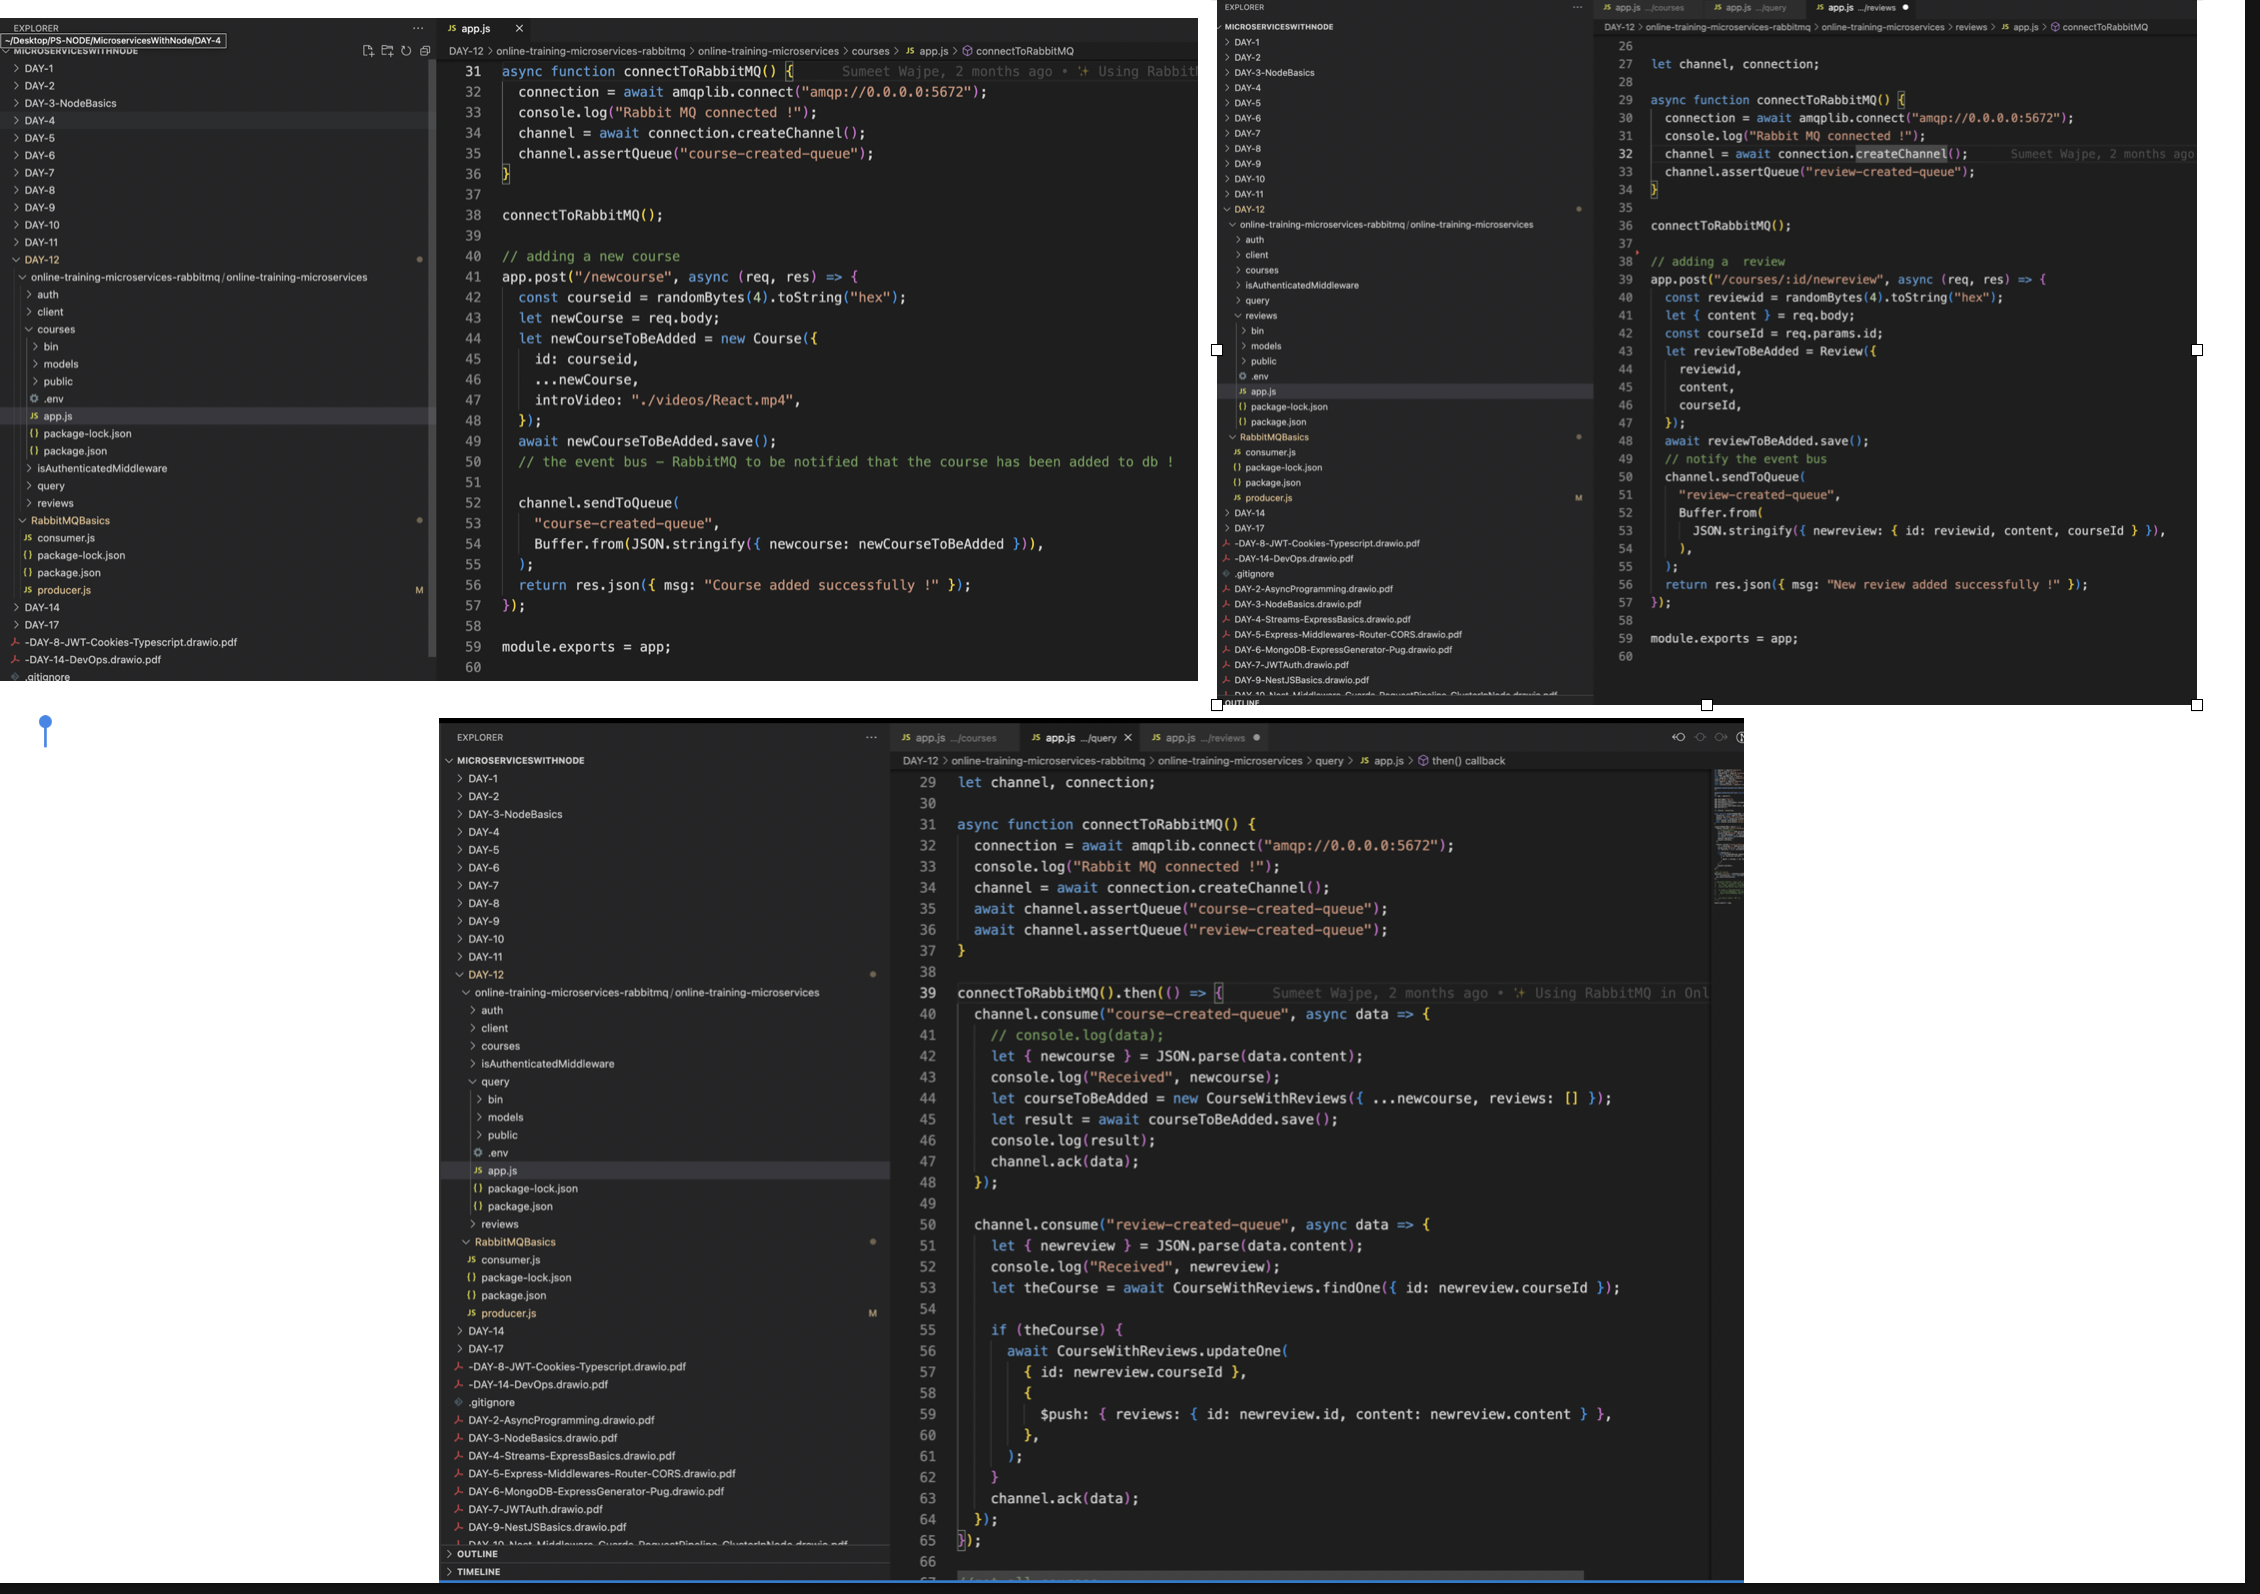 EXPLORER
~/Desktop/PS-NODE/MicroservicesWithNode/DAY-4
MICROSERVICESWITHNODE
DAY-1
DAY-2
DAY-3-NodeBasics
DAY-4
DAY-5
DAY-6
DAY-7
DAY-8
DAY-9
DAY-10
DAY-11
DAY-12
online-training-microservices-rabbitmq / online-training-microservices
auth
client
courses
bin
models
public
.env
JS app.js
{} package-lock.json
{} package.json
isAuthenticatedMiddleware
query
reviews
RabbitMQBasics
JS consumer.js
{} package-lock.json
{} package.json
JS producer.js M
DAY-14
DAY-17
-DAY-8-JWT-Cookies-Typescript.drawio.pdf
-DAY-14-DevOps.drawio.pdf
.gitignore
JS app.js ×
DAY-12 > online-training-microservices-rabbitmq > online-training-microservices > courses > JS app.js > connectToRabbitMQ
31 async function connectToRabbitMQ() { Sumeet Wajpe, 2 months ago • ✨ Using Rabbit
32 connection = await amqplib.connect("amqp://0.0.0.0:5672");
33 console.log("Rabbit MQ connected !");
34 channel = await connection.createChannel();
35 channel.assertQueue("course-created-queue");
36 }
37
38 connectToRabbitMQ();
39
40 // adding a new course
41 app.post("/newcourse", async (req, res) => {
42 const courseid = randomBytes(4).toString("hex");
43 let newCourse = req.body;
44 let newCourseToBeAdded = new Course({
45 id: courseid,
46 ...newCourse,
47 introVideo: "./videos/React.mp4",
48 });
49 await newCourseToBeAdded.save();
50 // the event bus – RabbitMQ to be notified that the course has been added to db !
51
52 channel.sendToQueue(
53 "course-created-queue",
54 Buffer.from(JSON.stringify({ newcourse: newCourseToBeAdded })),
55 );
56 return res.json({ msg: "Course added successfully !" });
57 });
58
59 module.exports = app;
60
EXPLORER
MICROSERVICESWITHNODE
DAY-1
DAY-2
DAY-3-NodeBasics
DAY-4
DAY-5
DAY-6
DAY-7
DAY-8
DAY-9
DAY-10
DAY-11
DAY-12
online-training-microservices-rabbitmq / online-training-microservices
auth
client
courses
isAuthenticatedMiddleware
query
reviews
bin
models
public
.env
JS app.js
{} package-lock.json
{} package.json
RabbitMQBasics
JS consumer.js
{} package-lock.json
{} package.json
JS producer.js M
DAY-14
DAY-17
-DAY-8-JWT-Cookies-Typescript.drawio.pdf
-DAY-14-DevOps.drawio.pdf
.gitignore
DAY-2-AsyncProgramming.drawio.pdf
DAY-3-NodeBasics.drawio.pdf
DAY-4-Streams-ExpressBasics.drawio.pdf
DAY-5-Express-Middlewares-Router-CORS.drawio.pdf
DAY-6-MongoDB-ExpressGenerator-Pug.drawio.pdf
DAY-7-JWTAuth.drawio.pdf
DAY-9-NestJSBasics.drawio.pdf
DAY-10-Nest-Middleware-Guards-RequestPipeline-ClusterInNode.drawio.pdf
OUTLINE
JS app.js .../courses JS app.js .../query JS app.js .../reviews ●
DAY-12 > online-training-microservices-rabbitmq > online-training-microservices > reviews > JS app.js > connectToRabbitMQ
26
27 let channel, connection;
28
29 async function connectToRabbitMQ() {
30 connection = await amqplib.connect("amqp://0.0.0.0:5672");
31 console.log("Rabbit MQ connected !");
32 channel = await connection.createChannel(); Sumeet Wajpe, 2 months ago
33 channel.assertQueue("review-created-queue");
34 }
35
36 connectToRabbitMQ();
37
38 // adding a review
39 app.post("/courses/:id/newreview", async (req, res) => {
40 const reviewid = randomBytes(4).toString("hex");
41 let { content } = req.body;
42 const courseId = req.params.id;
43 let reviewToBeAdded = Review({
44 reviewid,
45 content,
46 courseId,
47 });
48 await reviewToBeAdded.save();
49 // notify the event bus
50 channel.sendToQueue(
51 "review-created-queue",
52 Buffer.from(
53 JSON.stringify({ newreview: { id: reviewid, content, courseId } }),
54 ),
55 );
56 return res.json({ msg: "New review added successfully !" });
57 });
58
59 module.exports = app;
60
EXPLORER
MICROSERVICESWITHNODE
DAY-1
DAY-2
DAY-3-NodeBasics
DAY-4
DAY-5
DAY-6
DAY-7
DAY-8
DAY-9
DAY-10
DAY-11
DAY-12
online-training-microservices-rabbitmq / online-training-microservices
auth
client
courses
isAuthenticatedMiddleware
query
bin
models
public
.env
JS app.js
{} package-lock.json
{} package.json
reviews
RabbitMQBasics
JS consumer.js
{} package-lock.json
{} package.json
JS producer.js M
DAY-14
DAY-17
-DAY-8-JWT-Cookies-Typescript.drawio.pdf
-DAY-14-DevOps.drawio.pdf
.gitignore
DAY-2-AsyncProgramming.drawio.pdf
DAY-3-NodeBasics.drawio.pdf
DAY-4-Streams-ExpressBasics.drawio.pdf
DAY-5-Express-Middlewares-Router-CORS.drawio.pdf
DAY-6-MongoDB-ExpressGenerator-Pug.drawio.pdf
DAY-7-JWTAuth.drawio.pdf
DAY-9-NestJSBasics.drawio.pdf
DAY-10-Nest-Middleware-Guards-RequestPipeline-ClusterInNode.drawio.pdf
OUTLINE
TIMELINE
JS app.js .../courses JS app.js .../query × JS app.js .../reviews ●
DAY-12 > online-training-microservices-rabbitmq > online-training-microservices > query > JS app.js > then() callback
29 let channel, connection;
30
31 async function connectToRabbitMQ() {
32 connection = await amqplib.connect("amqp://0.0.0.0:5672");
33 console.log("Rabbit MQ connected !");
34 channel = await connection.createChannel();
35 await channel.assertQueue("course-created-queue");
36 await channel.assertQueue("review-created-queue");
37 }
38
39 connectToRabbitMQ().then(() => { Sumeet Wajpe, 2 months ago • ✨ Using RabbitMQ in Onl
40 channel.consume("course-created-queue", async data => {
41 // console.log(data);
42 let { newcourse } = JSON.parse(data.content);
43 console.log("Received", newcourse);
44 let courseToBeAdded = new CourseWithReviews({ ...newcourse, reviews: [] });
45 let result = await courseToBeAdded.save();
46 console.log(result);
47 channel.ack(data);
48 });
49
50 channel.consume("review-created-queue", async data => {
51 let { newreview } = JSON.parse(data.content);
52 console.log("Received", newreview);
53 let theCourse = await CourseWithReviews.findOne({ id: newreview.courseId });
54
55 if (theCourse) {
56 await CourseWithReviews.updateOne(
57 { id: newreview.courseId },
58 {
59 $push: { reviews: { id: newreview.id, content: newreview.content } },
60 },
61 );
62 }
63 channel.ack(data);
64 });
65 });
66